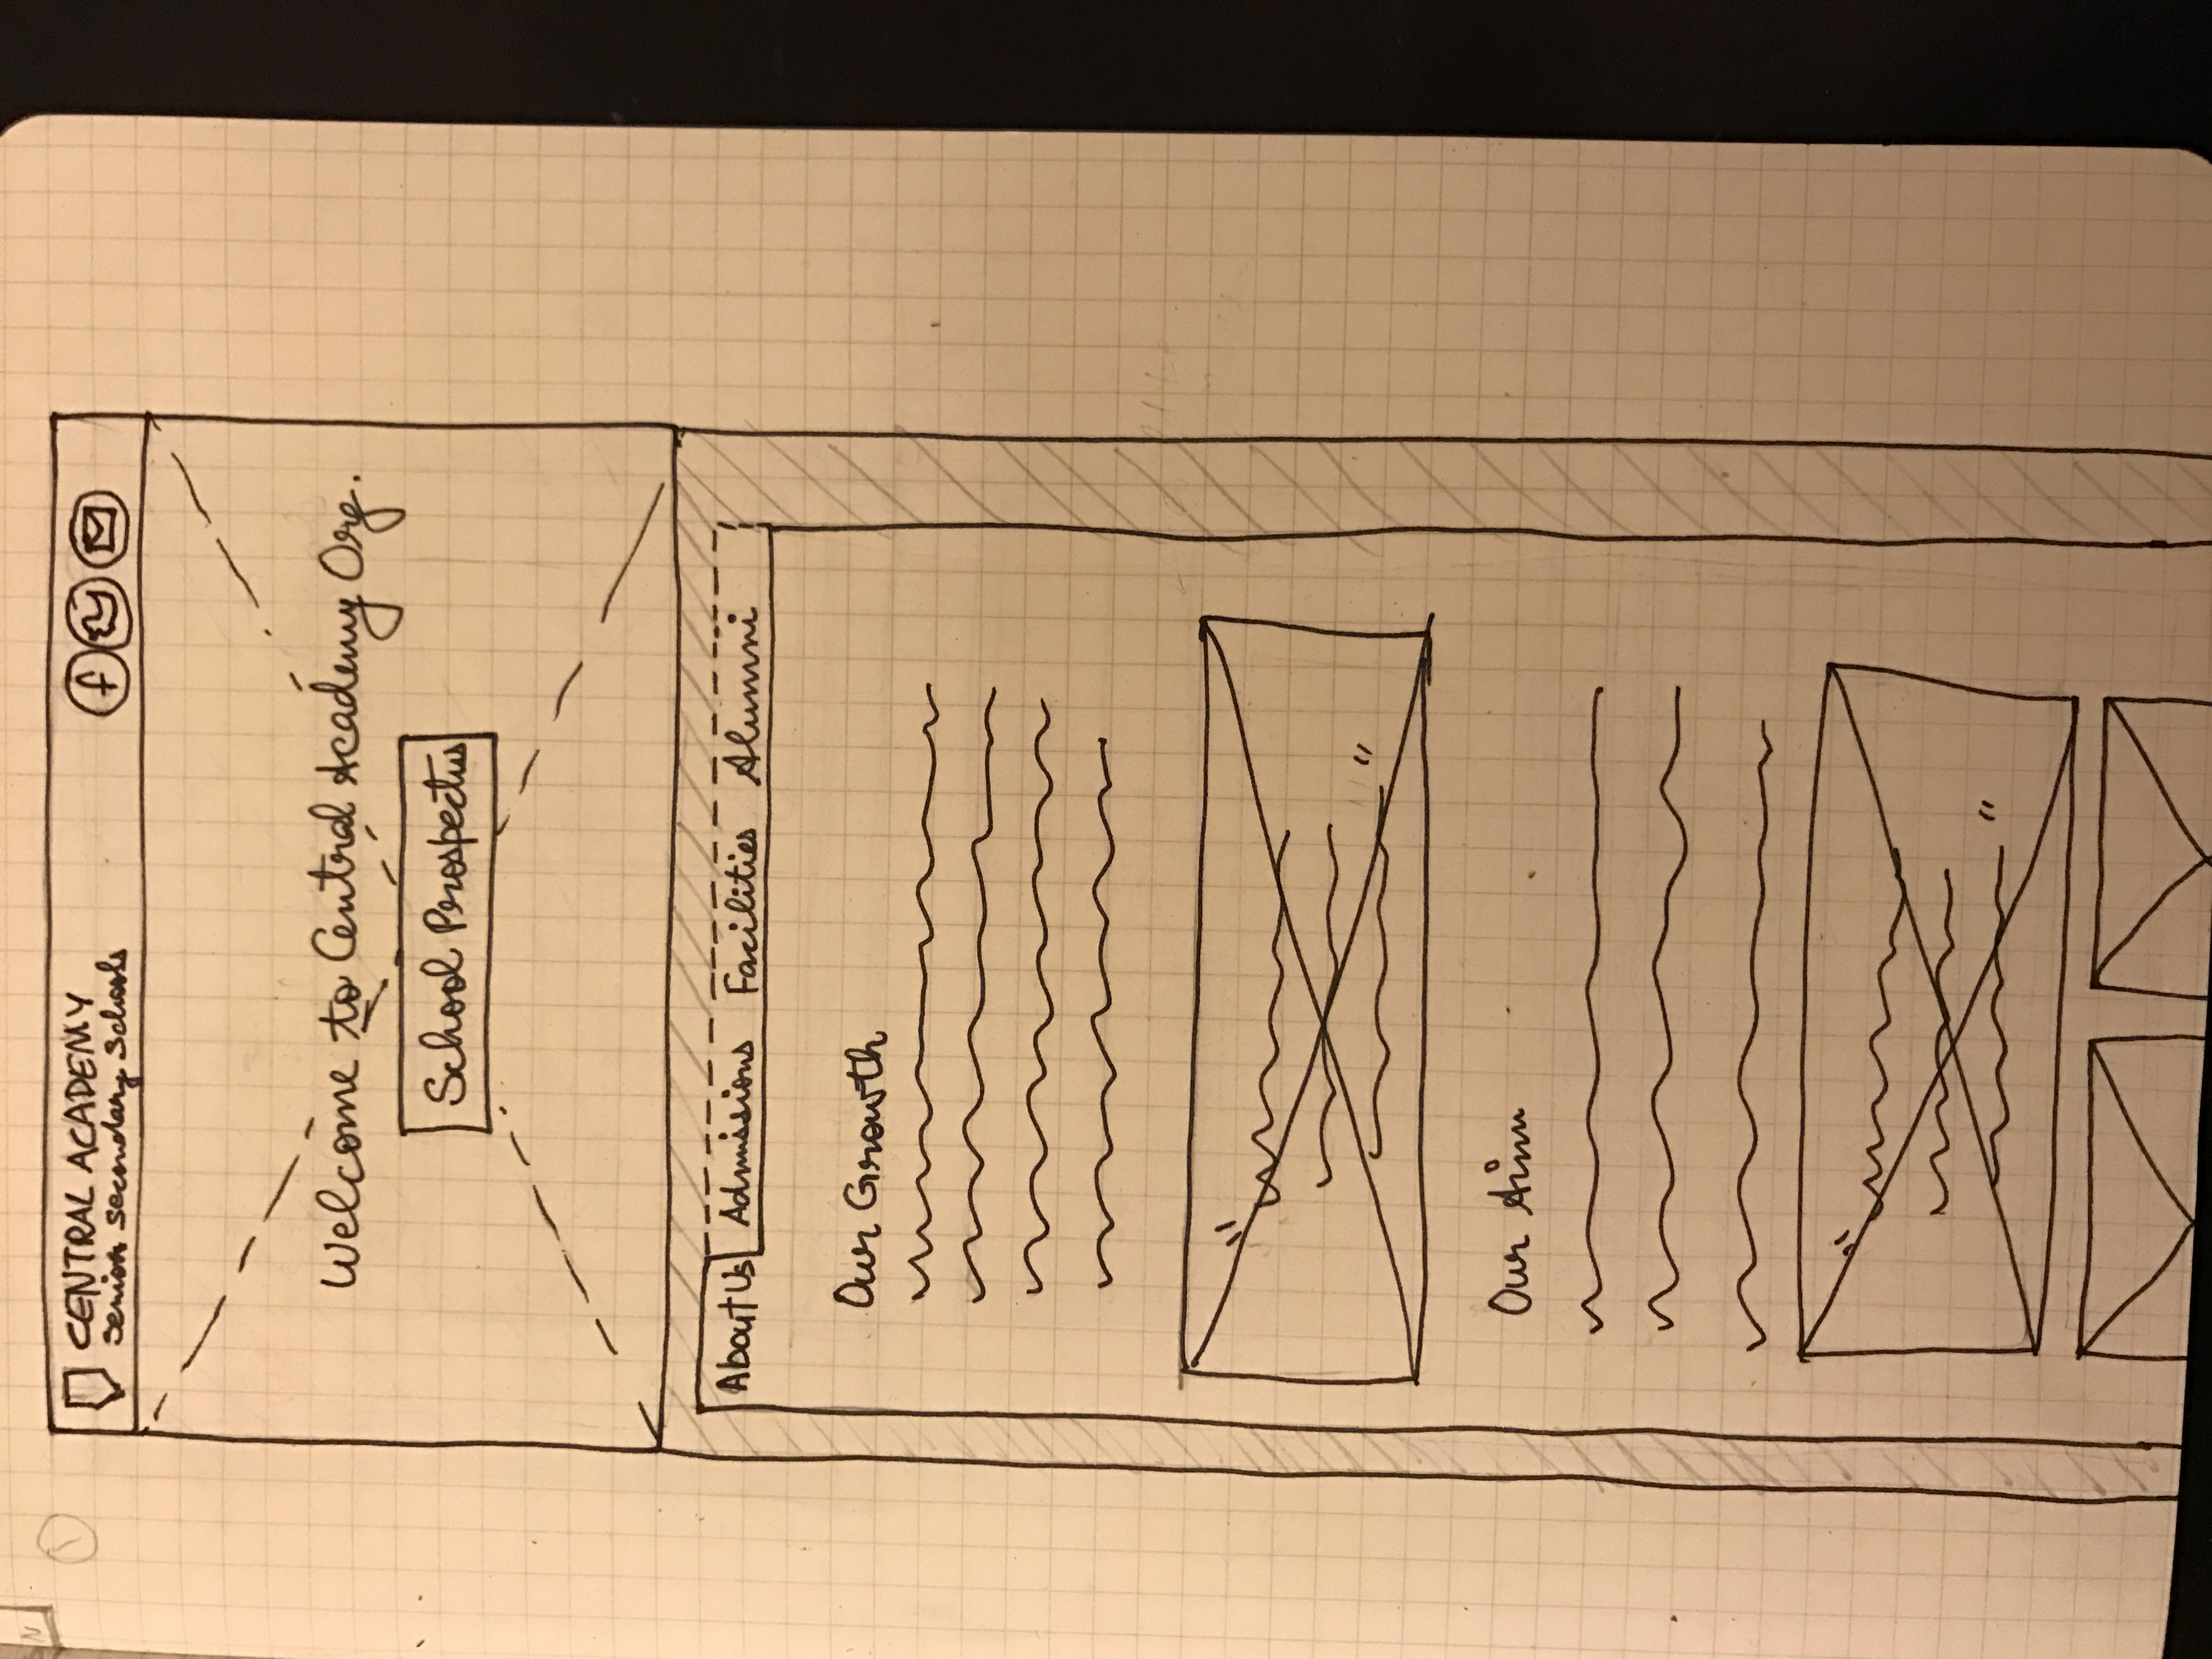 CENTRAL ACADEMY
Senior Secondary Schools
f
Welcome to Central Academy Org.
School Prospectus
About Us Admissions Facilities Alumni
Our Growth
Our Aim